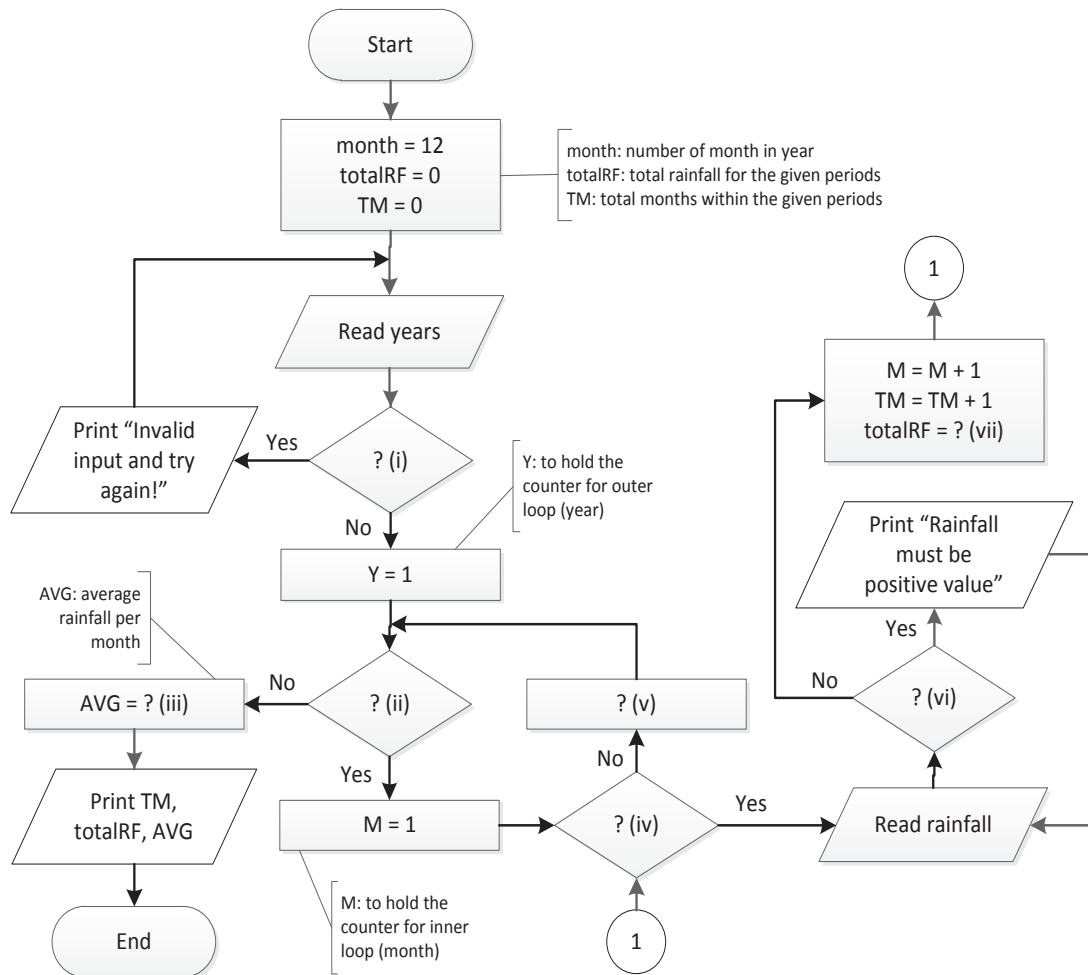 Start
month = 12
totalRF = 0
TM = 0
month: number of month in year
totalRF: total rainfall for the given periods
TM: total months within the given periods
Read years
? (i)
Yes
Print “Invalid
input and try
again!”
No
Y: to hold the
counter for outer
loop (year)
Y = 1
? (ii)
No
AVG: average
rainfall per
month
AVG = ? (iii)
Print TM,
totalRF, AVG
End
Yes
M = 1
M: to hold the
counter for inner
loop (month)
? (iv)
No
? (v)
1
Yes
Read rainfall
? (vi)
Yes
Print “Rainfall
must be
positive value”
No
M = M + 1
TM = TM + 1
totalRF = ? (vii)
1